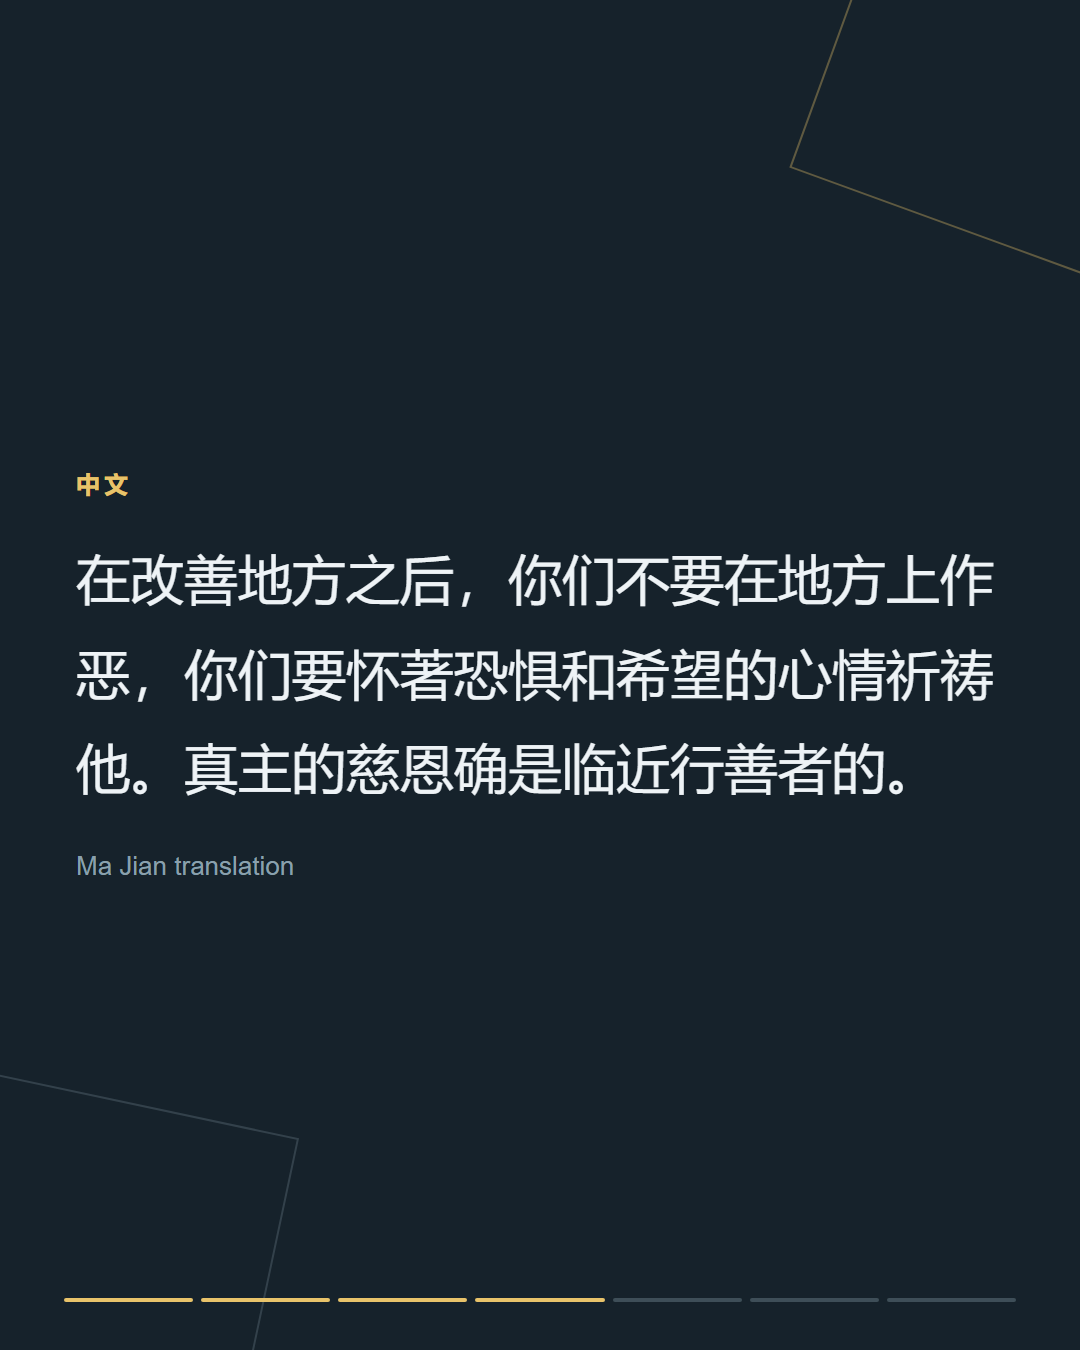 中文
在改善地方之后，你们不要在地方上作
恶，你们要怀著恐惧和希望的心情祈祷
他。真主的慈恩确是临近行善者的。
Ma Jian translation